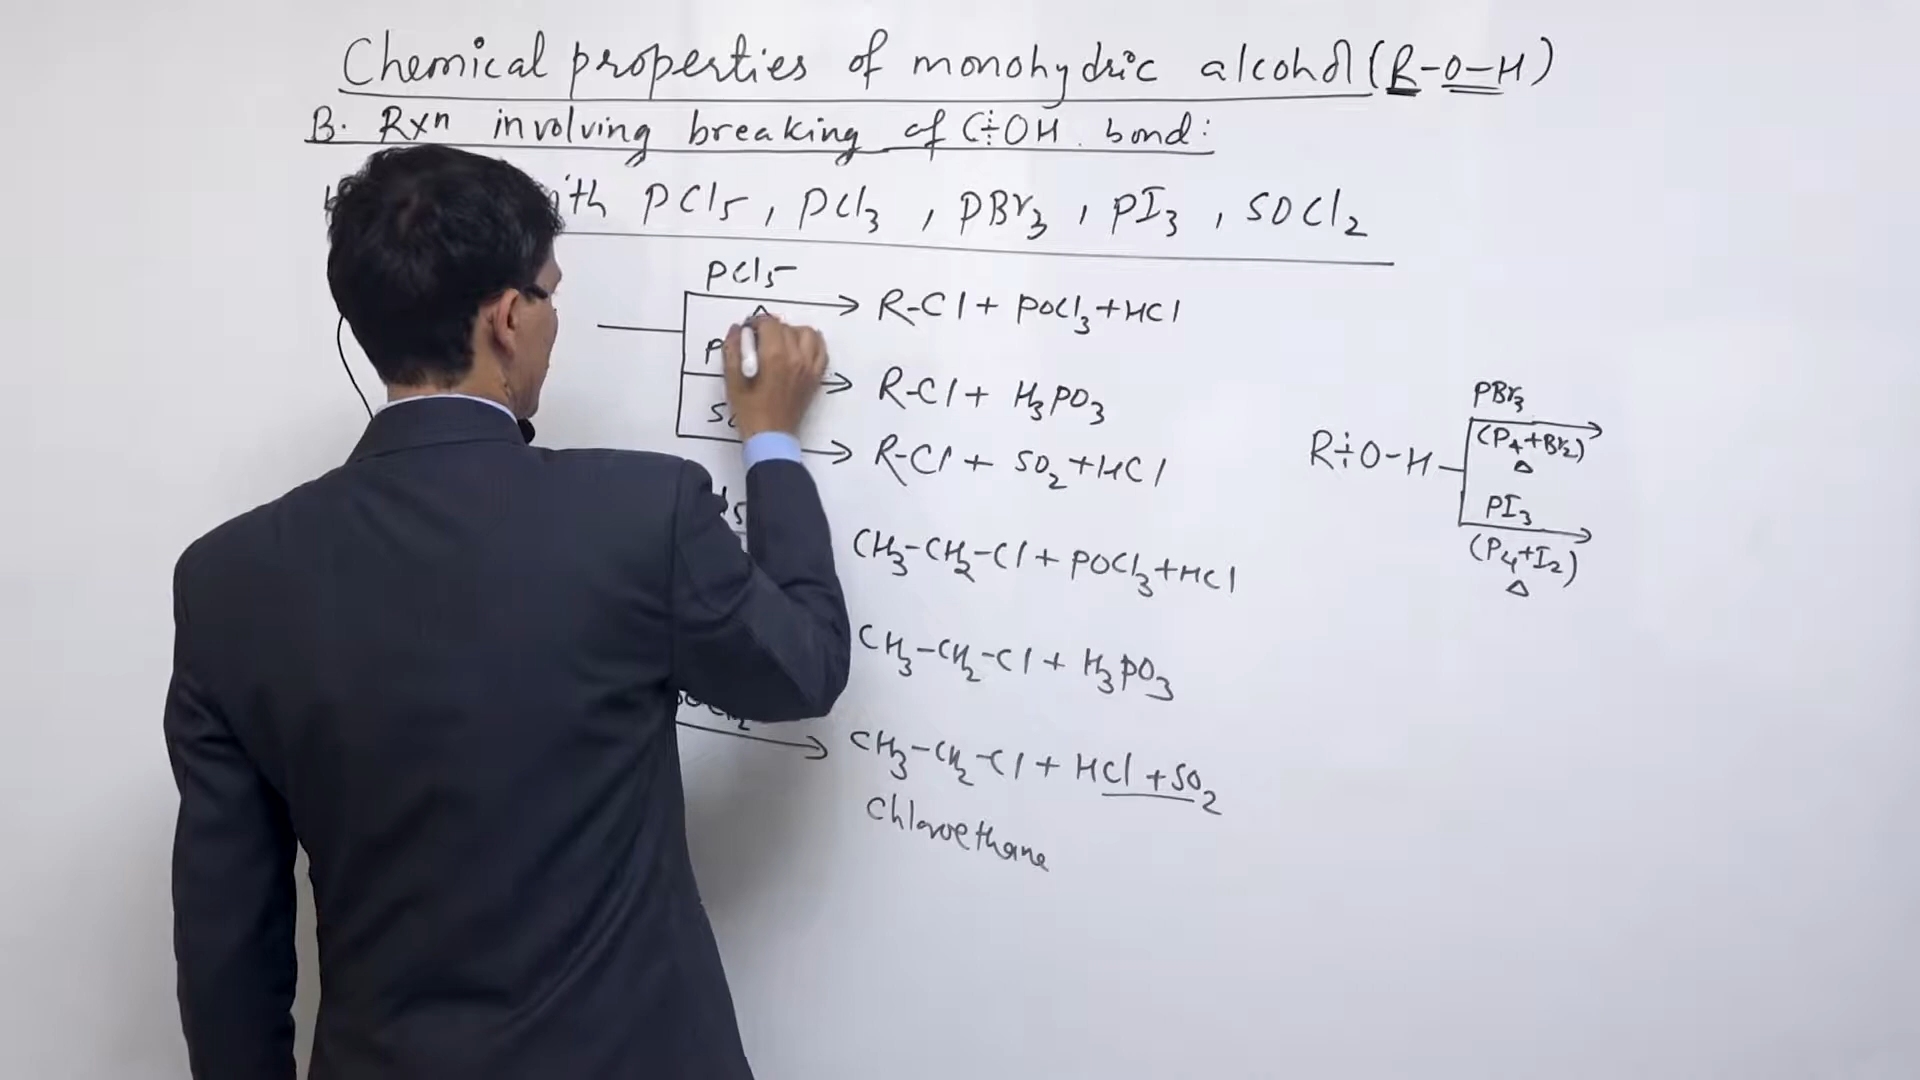 Chemical properties of monohydric alcohol (R-O-H)
B. Rxn involving breaking of C÷OH bond:
PCl5, PCl3, PBr3, PI3, SOCl2
PCl5
Δ
R-Cl + POCl3 + HCl
R-Cl + H3PO3
R-Cl + SO2 + HCl
CH3-CH2-Cl + POCl3 + HCl
CH3-CH2-Cl + H3PO3
SOCl2
CH3-CH2-Cl + HCl + SO2
Chloroethane
PBr3
R÷O-H
(P4+Br2)
Δ
PI3
(P4+I2)
Δ